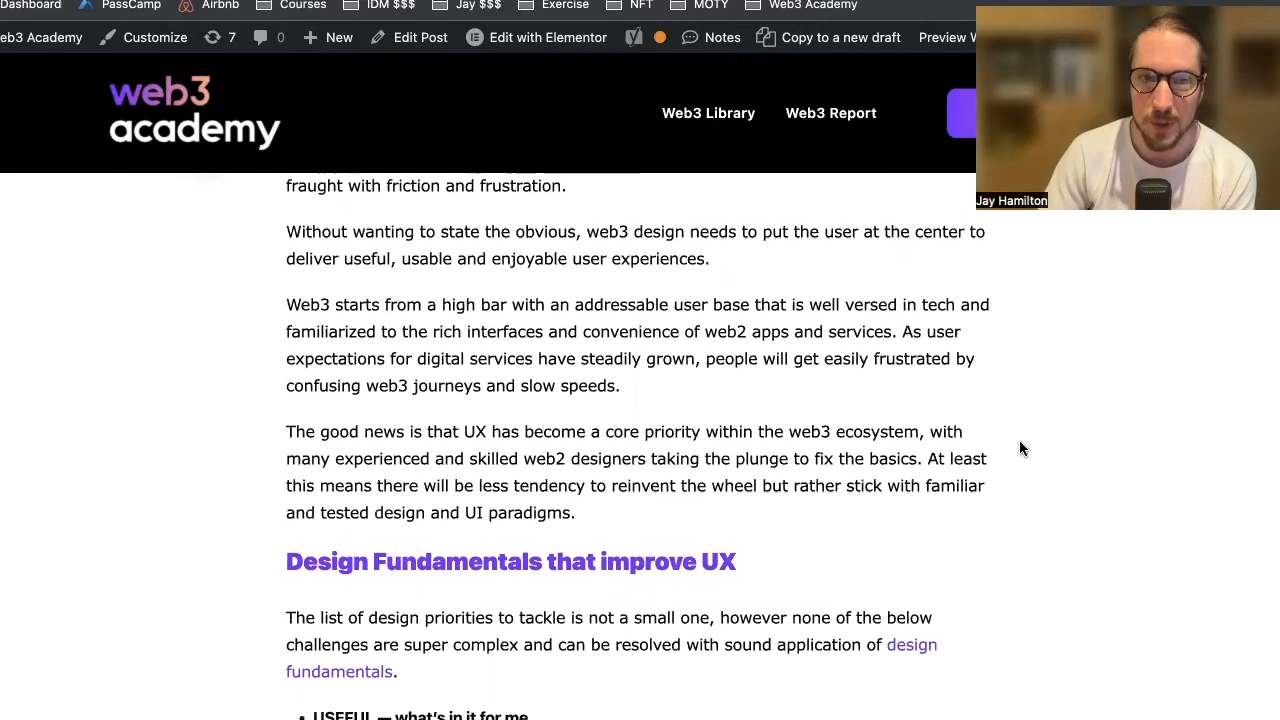 Dashboard PassCamp Airbnb Courses IDM $$$ Jay $$$ Exercise NFT MOTY Web3 Academy
eb3 Academy Customize 7 0 New Edit Post Edit with Elementor Notes Copy to a new draft Preview
web3
academy
Web3 Library Web3 Report
Jay Hamilton
fraught with friction and frustration.
Without wanting to state the obvious, web3 design needs to put the user at the center to
deliver useful, usable and enjoyable user experiences.
Web3 starts from a high bar with an addressable user base that is well versed in tech and
familiarized to the rich interfaces and convenience of web2 apps and services. As user
expectations for digital services have steadily grown, people will get easily frustrated by
confusing web3 journeys and slow speeds.
The good news is that UX has become a core priority within the web3 ecosystem, with
many experienced and skilled web2 designers taking the plunge to fix the basics. At least
this means there will be less tendency to reinvent the wheel but rather stick with familiar
and tested design and UI paradigms.
Design Fundamentals that improve UX
The list of design priorities to tackle is not a small one, however none of the below
challenges are super complex and can be resolved with sound application of design
fundamentals.
• USEFUL — what's in it for me